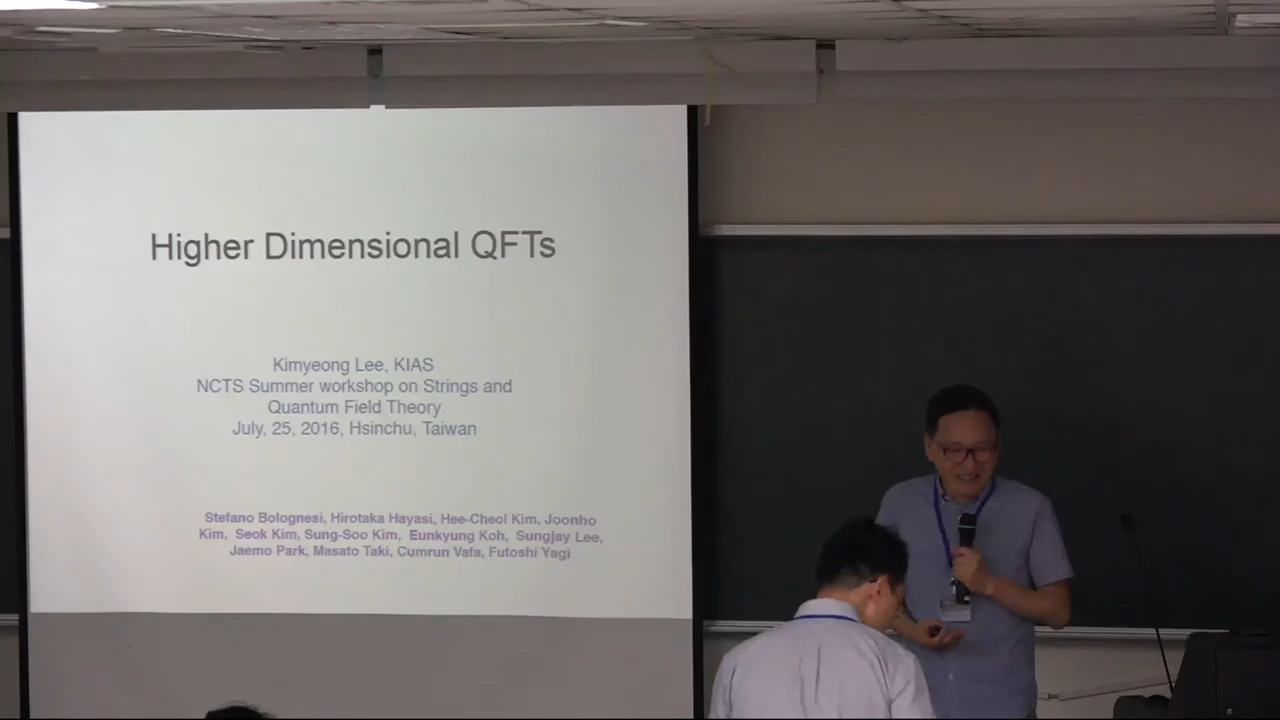 Higher Dimensional QFTs
Kimyeong Lee, KIAS
NCTS Summer workshop on Strings and
Quantum Field Theory
July, 25, 2016, Hsinchu, Taiwan
Stefano Bolognesi, Hirotaka Hayasi, Hee-Cheol Kim, Joonho
Kim, Seok Kim, Sung-Soo Kim, Eunkyung Koh, Sungjay Lee,
Jaemo Park, Masato Taki, Cumrun Vafa, Futoshi Yagi